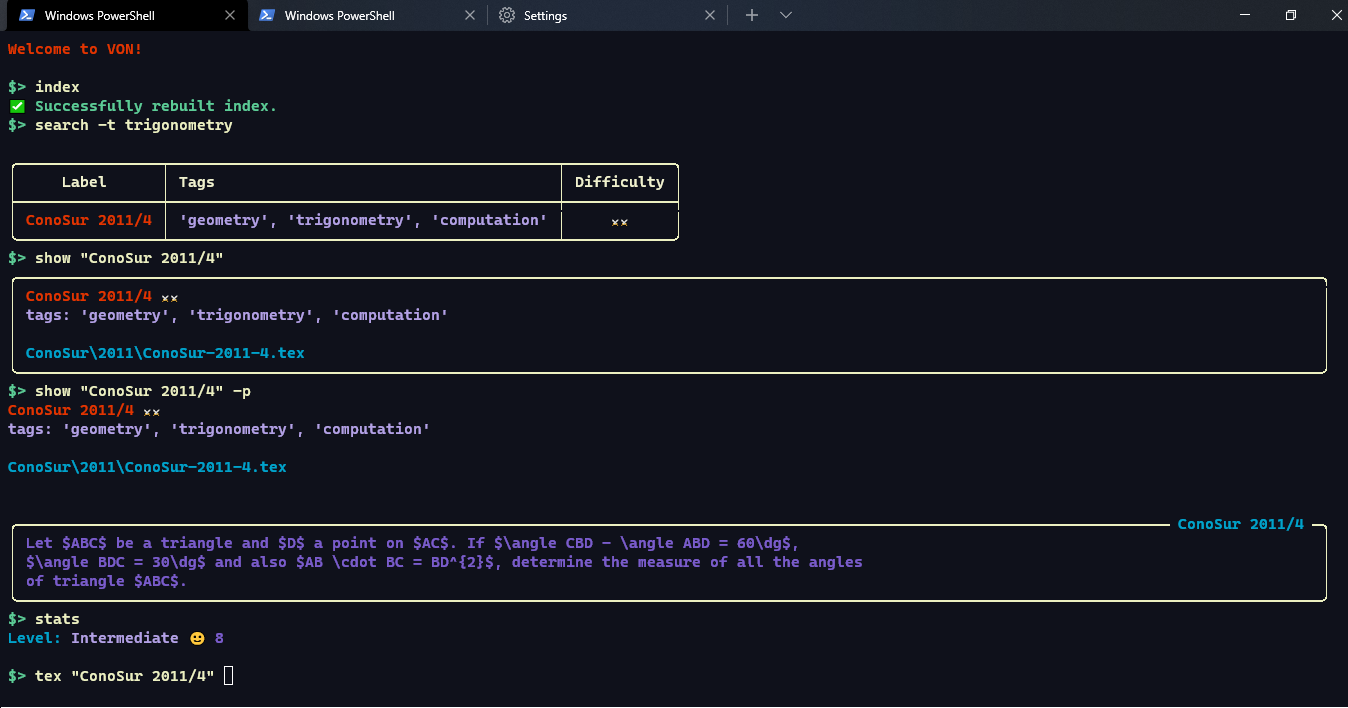 Windows PowerShell Windows PowerShell Settings
Welcome to VON!
$> index
✅ Successfully rebuilt index.
$> search -t trigonometry
Label Tags Difficulty
ConoSur 2011/4 'geometry', 'trigonometry', 'computation'
$> show "ConoSur 2011/4"
ConoSur 2011/4
tags: 'geometry', 'trigonometry', 'computation'
ConoSur\2011\ConoSur-2011-4.tex
$> show "ConoSur 2011/4" -p
ConoSur 2011/4
tags: 'geometry', 'trigonometry', 'computation'
ConoSur\2011\ConoSur-2011-4.tex
ConoSur 2011/4
Let $ABC$ be a triangle and $D$ a point on $AC$. If $\angle CBD - \angle ABD = 60\dg$,
$\angle BDC = 30\dg$ and also $AB \cdot BC = BD^{2}$, determine the measure of all the angles
of triangle $ABC$.
$> stats
Level: Intermediate 🙂 8
$> tex "ConoSur 2011/4"